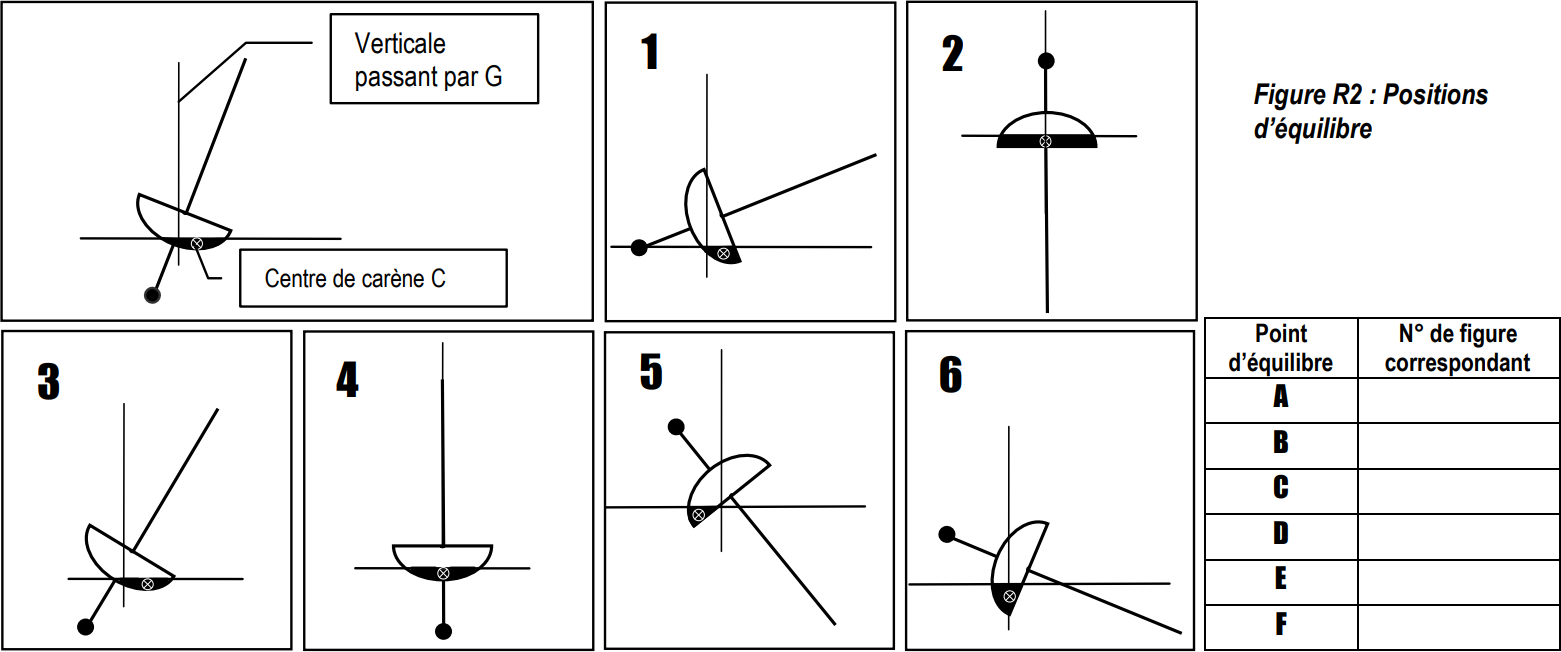 Verticale
passant par G
Centre de carène C
1
2
Figure R2 : Positions
d’équilibre
3
4
5
6
Point
d’équilibre
N° de figure
correspondant
A
B
C
D
E
F